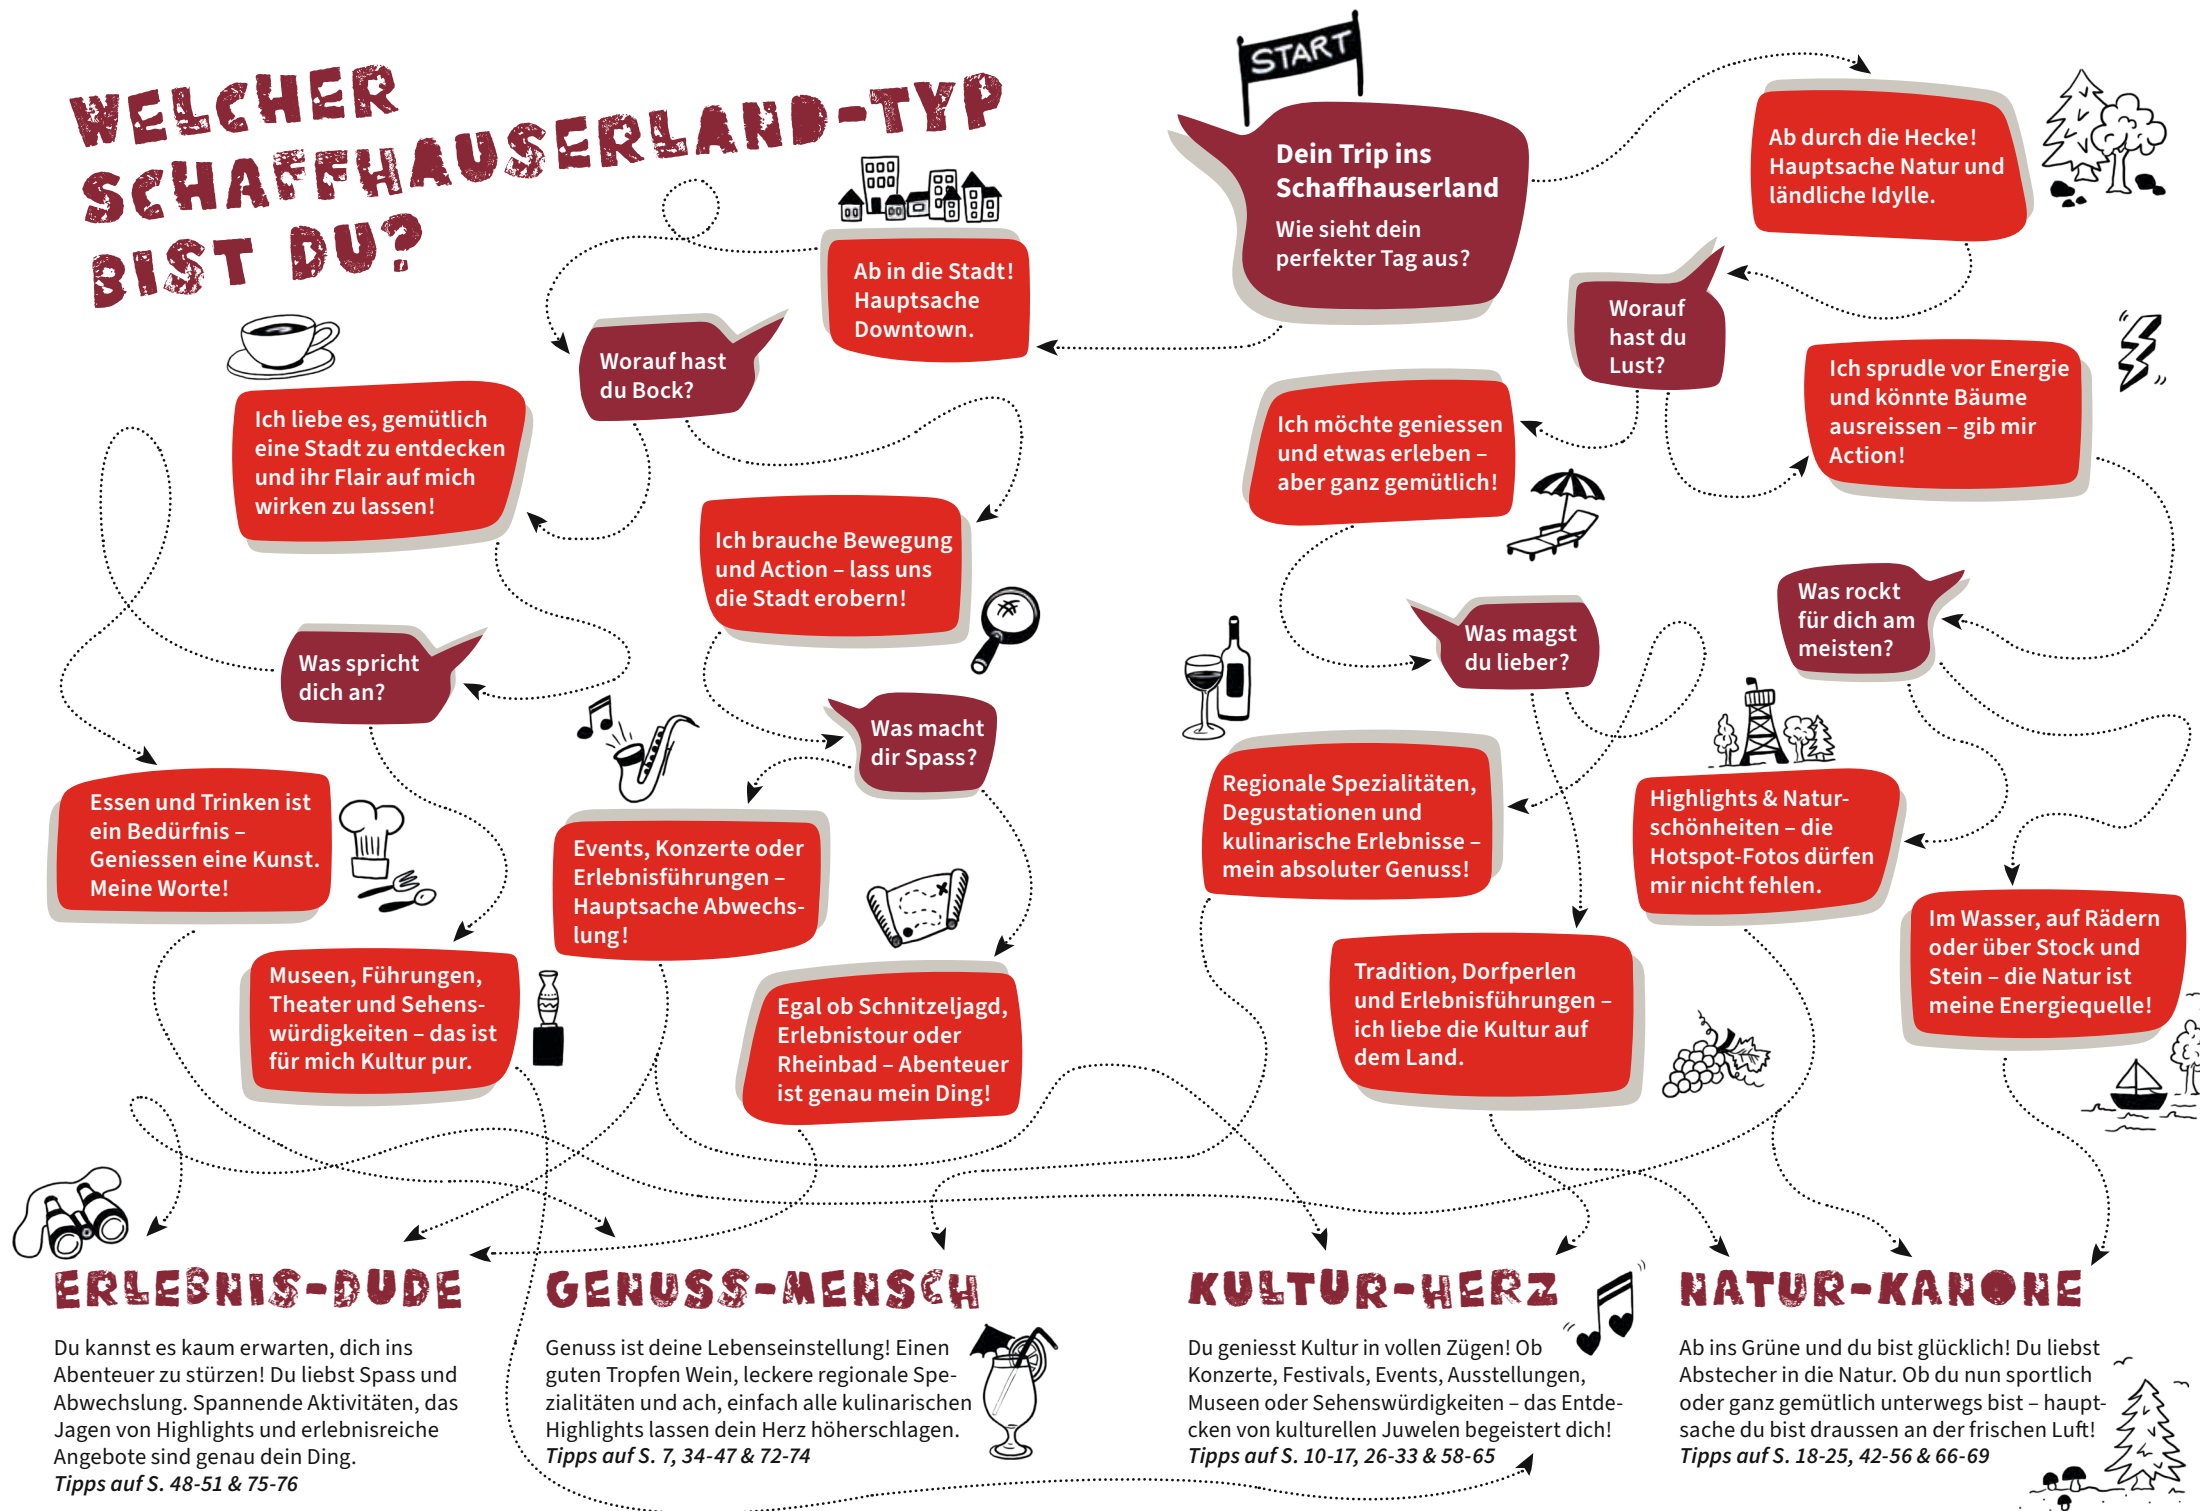 WELCHER
SCHAFFHAUSERLAND-TYP
BIST DU?
START
Dein Trip ins
Schaffhauserland
Wie sieht dein
perfekter Tag aus?
Ab durch die Hecke!
Hauptsache Natur und
ländliche Idylle.
Ab in die Stadt!
Hauptsache
Downtown.
Worauf hast
du Bock?
Worauf
hast du
Lust?
Ich liebe es, gemütlich
eine Stadt zu entdecken
und ihr Flair auf mich
wirken zu lassen!
Ich brauche Bewegung
und Action – lass uns
die Stadt erobern!
Ich möchte geniessen
und etwas erleben –
aber ganz gemütlich!
Ich sprudle vor Energie
und könnte Bäume
ausreissen – gib mir
Action!
Was spricht
dich an?
Was macht
dir Spass?
Was magst
du lieber?
Was rockt
für dich am
meisten?
Essen und Trinken ist
ein Bedürfnis –
Geniessen eine Kunst.
Meine Worte!
Museen, Führungen,
Theater und Sehens-
würdigkeiten – das ist
für mich Kultur pur.
Events, Konzerte oder
Erlebnisführungen –
Hauptsache Abwechs-
lung!
Egal ob Schnitzeljagd,
Erlebnistour oder
Rheinbad – Abenteuer
ist genau mein Ding!
Regionale Spezialitäten,
Degustationen und
kulinarische Erlebnisse –
mein absoluter Genuss!
Tradition, Dorfperlen
und Erlebnisführungen –
ich liebe die Kultur auf
dem Land.
Highlights & Natur-
schönheiten – die
Hotspot-Fotos dürfen
mir nicht fehlen.
Im Wasser, auf Rädern
oder über Stock und
Stein – die Natur ist
meine Energiequelle!
ERLEBNIS-DUDE
Du kannst es kaum erwarten, dich ins
Abenteuer zu stürzen! Du liebst Spass und
Abwechslung. Spannende Aktivitäten, das
Jagen von Highlights und erlebnisreiche
Angebote sind genau dein Ding.
Tipps auf S. 48-51 & 75-76
GENUSS-MENSCH
Genuss ist deine Lebenseinstellung! Einen
guten Tropfen Wein, leckere regionale Spe-
zialitäten und ach, einfach alle kulinarischen
Highlights lassen dein Herz höherschlagen.
Tipps auf S. 7, 34-47 & 72-74
KULTUR-HERZ
Du geniesst Kultur in vollen Zügen! Ob
Konzerte, Festivals, Events, Ausstellungen,
Museen oder Sehenswürdigkeiten – das Entde-
cken von kulturellen Juwelen begeistert dich!
Tipps auf S. 10-17, 26-33 & 58-65
NATUR-KANONE
Ab ins Grüne und du bist glücklich! Du liebst
Abstecher in die Natur. Ob du nun sportlich
oder ganz gemütlich unterwegs bist – haupt-
sache du bist draussen an der frischen Luft!
Tipps auf S. 18-25, 42-56 & 66-69